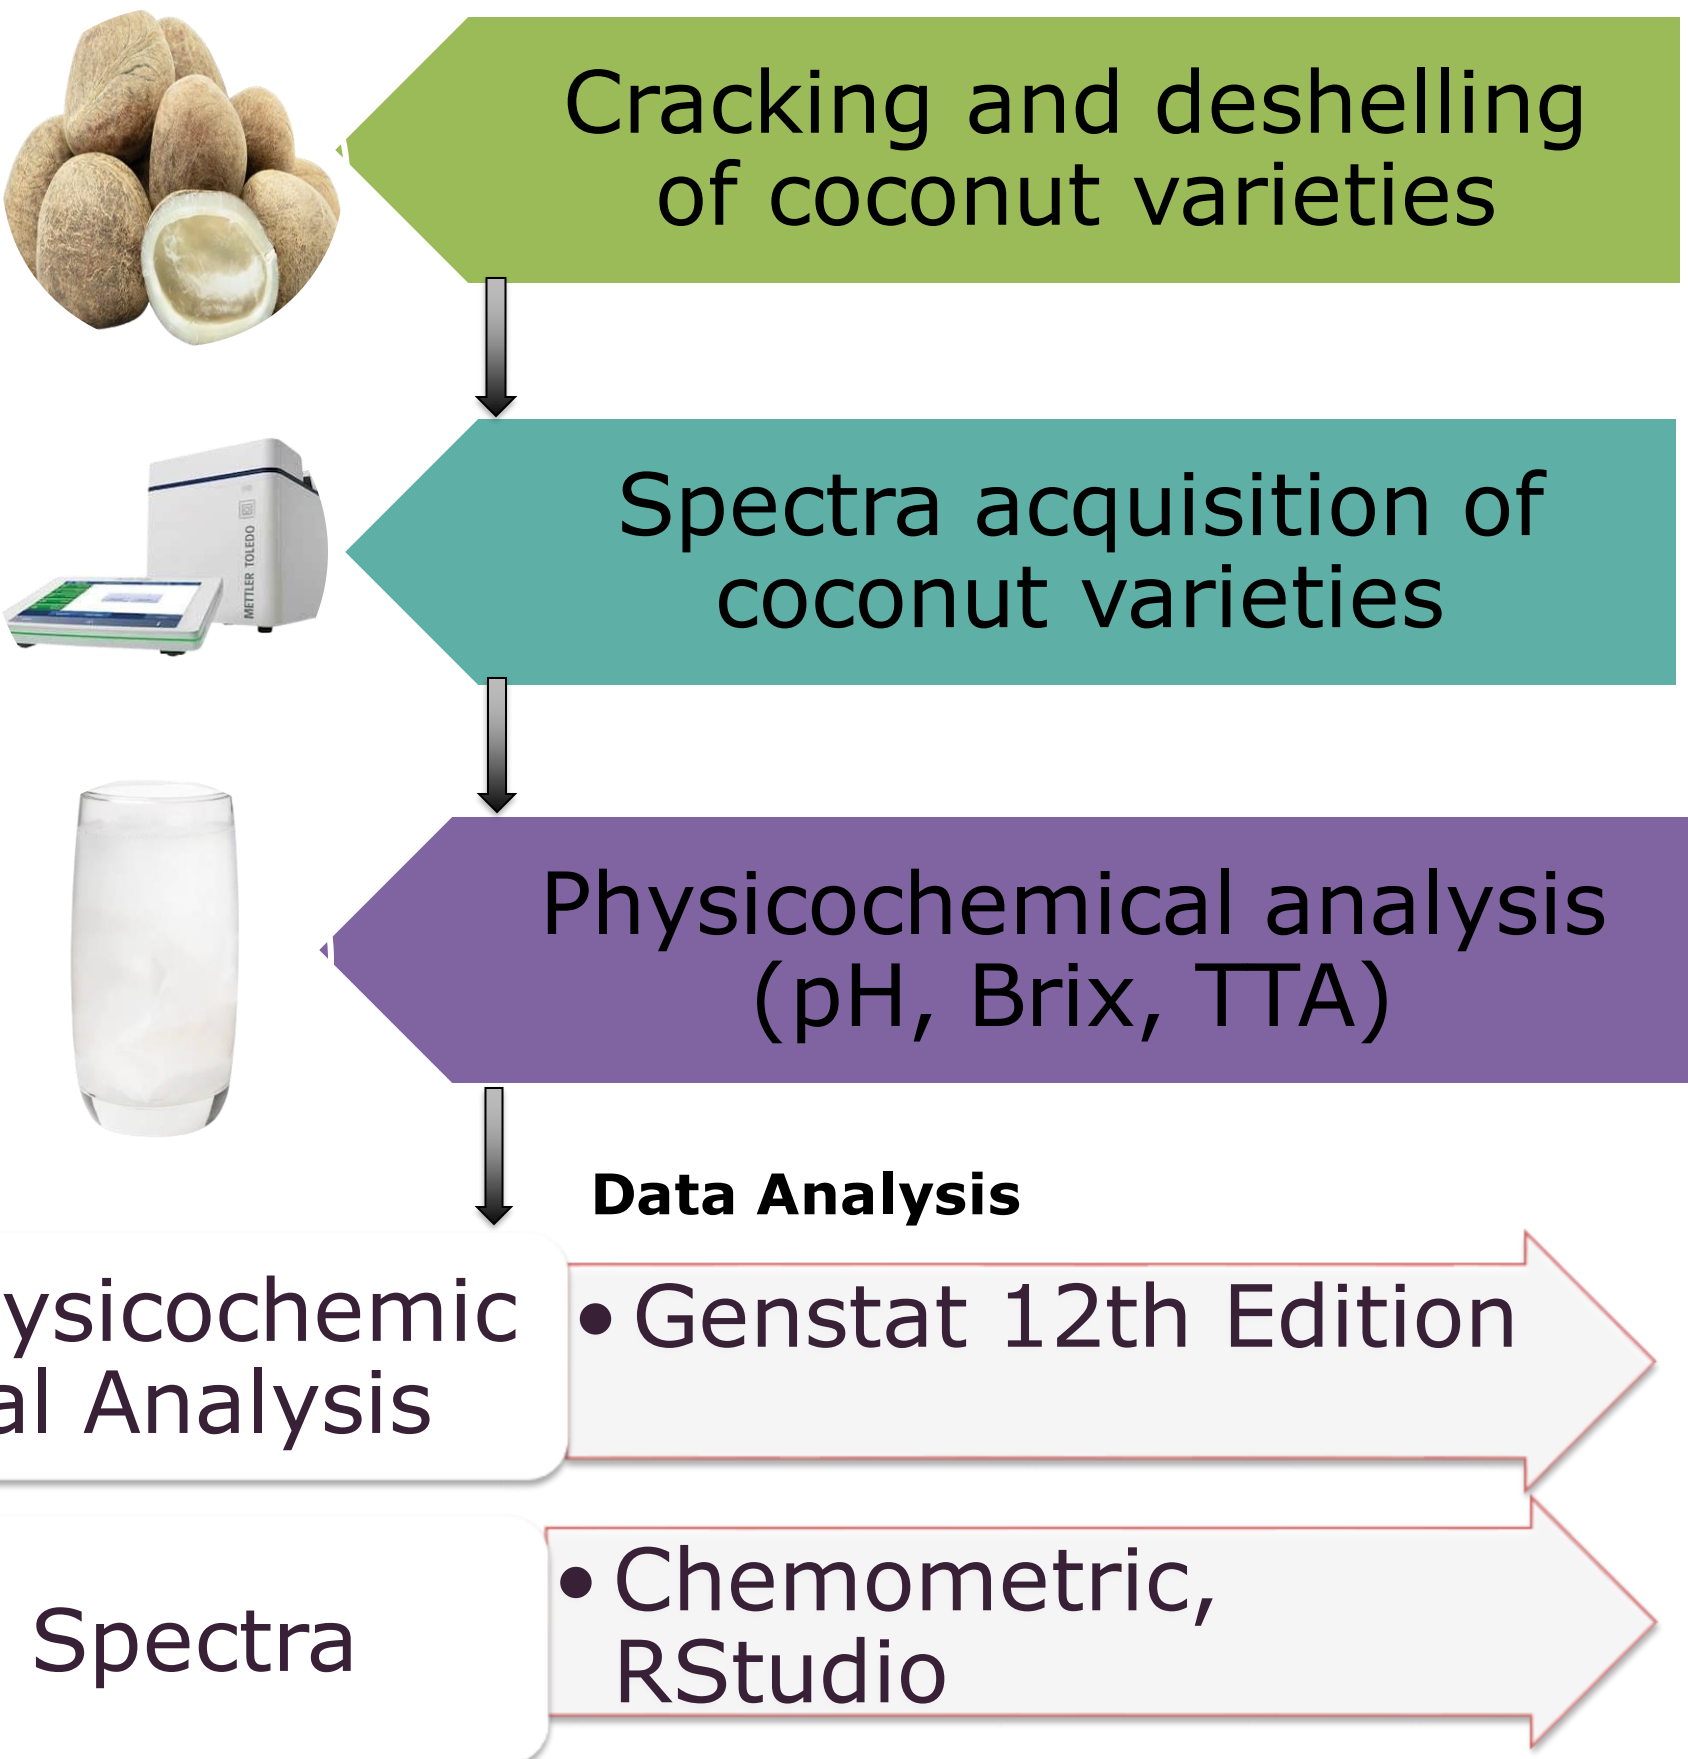 Cracking and deshelling
of coconut varieties
METTLER TOLEDO
Spectra acquisition of
coconut varieties
Physicochemical analysis
(pH, Brix, TTA)
Data Analysis
ysicochemic
al Analysis
• Genstat 12th Edition
Spectra
• Chemometric,
RStudio